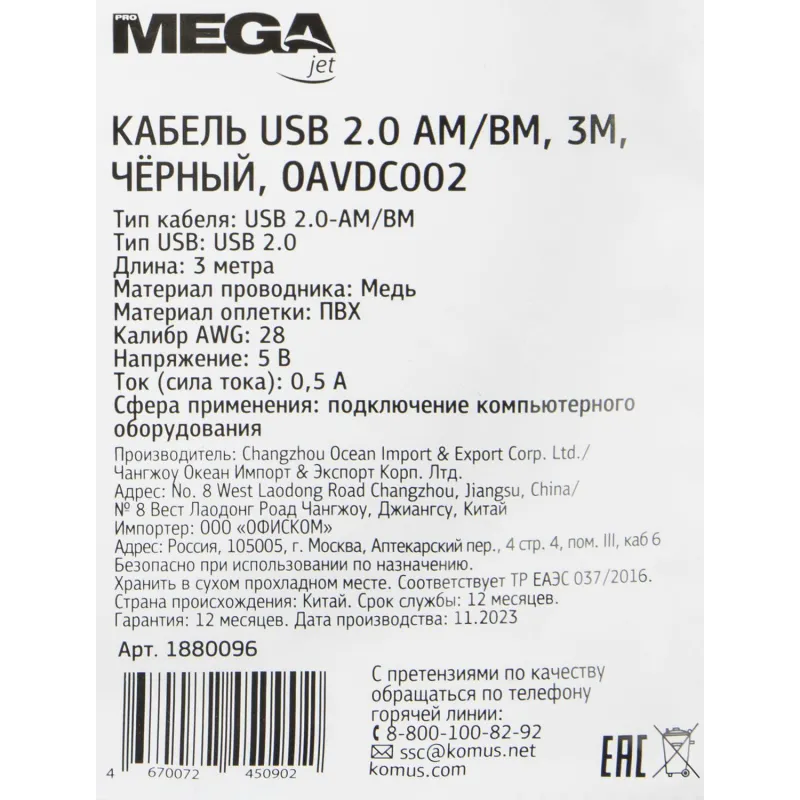 PRO
MEGA
jet
КАБЕЛЬ USB 2.0 AM/BM, 3М,
ЧЁРНЫЙ, OAVDC002
Тип кабеля: USB 2.0-AM/BM
Тип USB: USB 2.0
Длина: 3 метра
Материал проводника: Медь
Материал оплетки: ПВХ
Калибр AWG: 28
Напряжение: 5 В
Ток (сила тока): 0,5 А
Сфера применения: подключение компьютерного
оборудования
Производитель: Changzhou Ocean Import & Export Corp. Ltd./
Чангжоу Океан Импорт & Экспорт Корп. Лтд.
Адрес: No. 8 West Laodong Road Changzhou, Jiangsu, China/
№ 8 Вест Лаодонг Роад Чангжоу, Джиангсу, Китай
Импортер: ООО «ОФИСКОМ»
Адрес: Россия, 105005, г. Москва, Аптекарский пер., 4 стр. 4, пом. III, каб 6
Безопасно при использовании по назначению.
Хранить в сухом прохладном месте. Соответствует ТР ЕАЭС 037/2016.
Страна происхождения: Китай. Срок службы: 12 месяцев.
Гарантия: 12 месяцев. Дата производства: 11.2023
Арт. 1880096
4 670072 450902
С претензиями по качеству
обращаться по телефону
горячей линии:
8-800-100-82-92
ssc@komus.net
komus.com
EAC